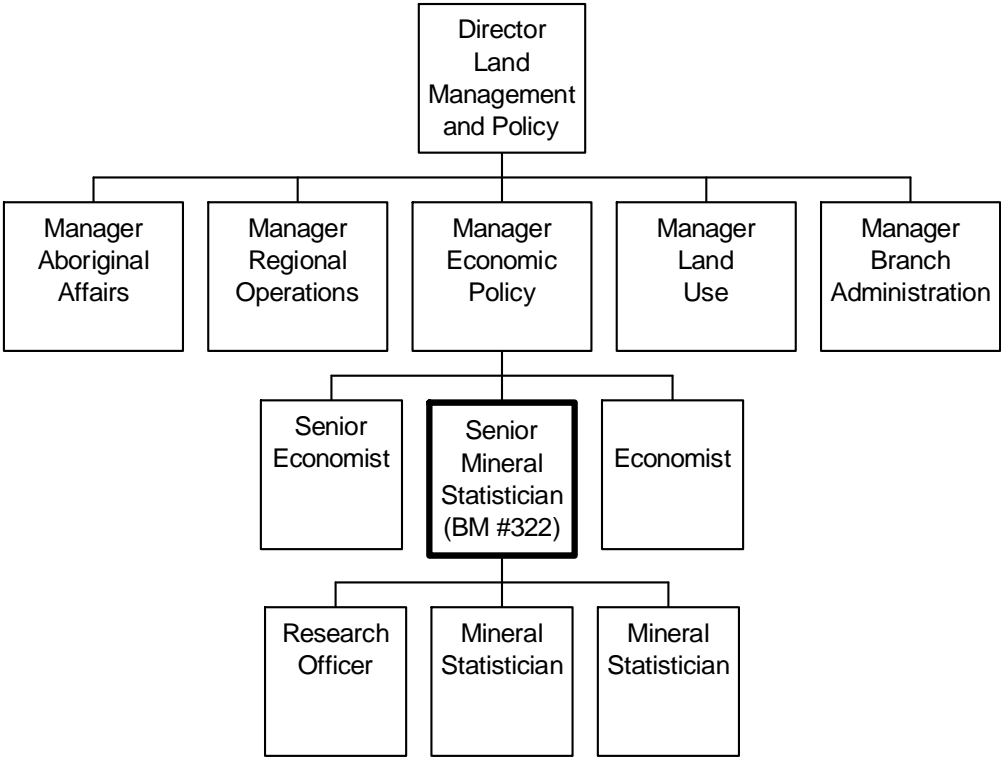 Director
Land
Management
and Policy
Manager
Aboriginal
Affairs
Manager
Regional
Operations
Manager
Economic
Policy
Manager
Land
Use
Manager
Branch
Administration
Senior
Economist
Senior
Mineral
Statistician
(BM #322)
Economist
Research
Officer
Mineral
Statistician
Mineral
Statistician